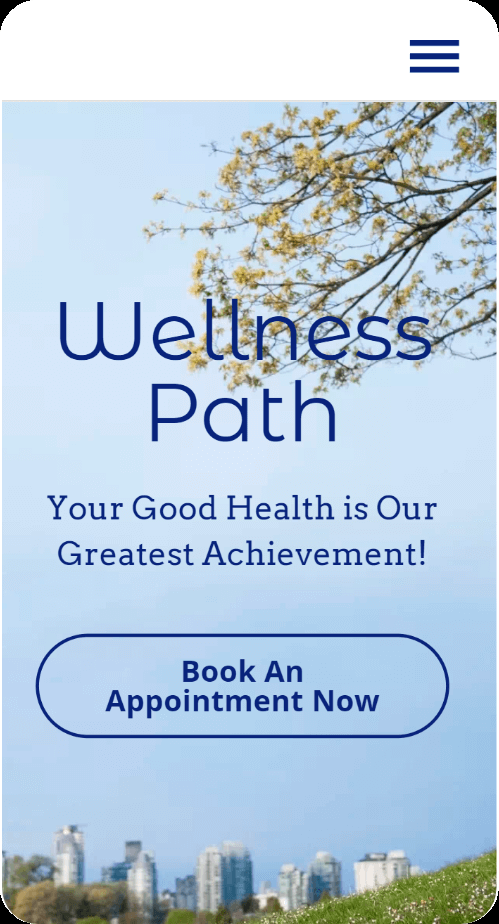 Wellness
Path
Your Good Health is Our
Greatest Achievement!
Book An
Appointment Now